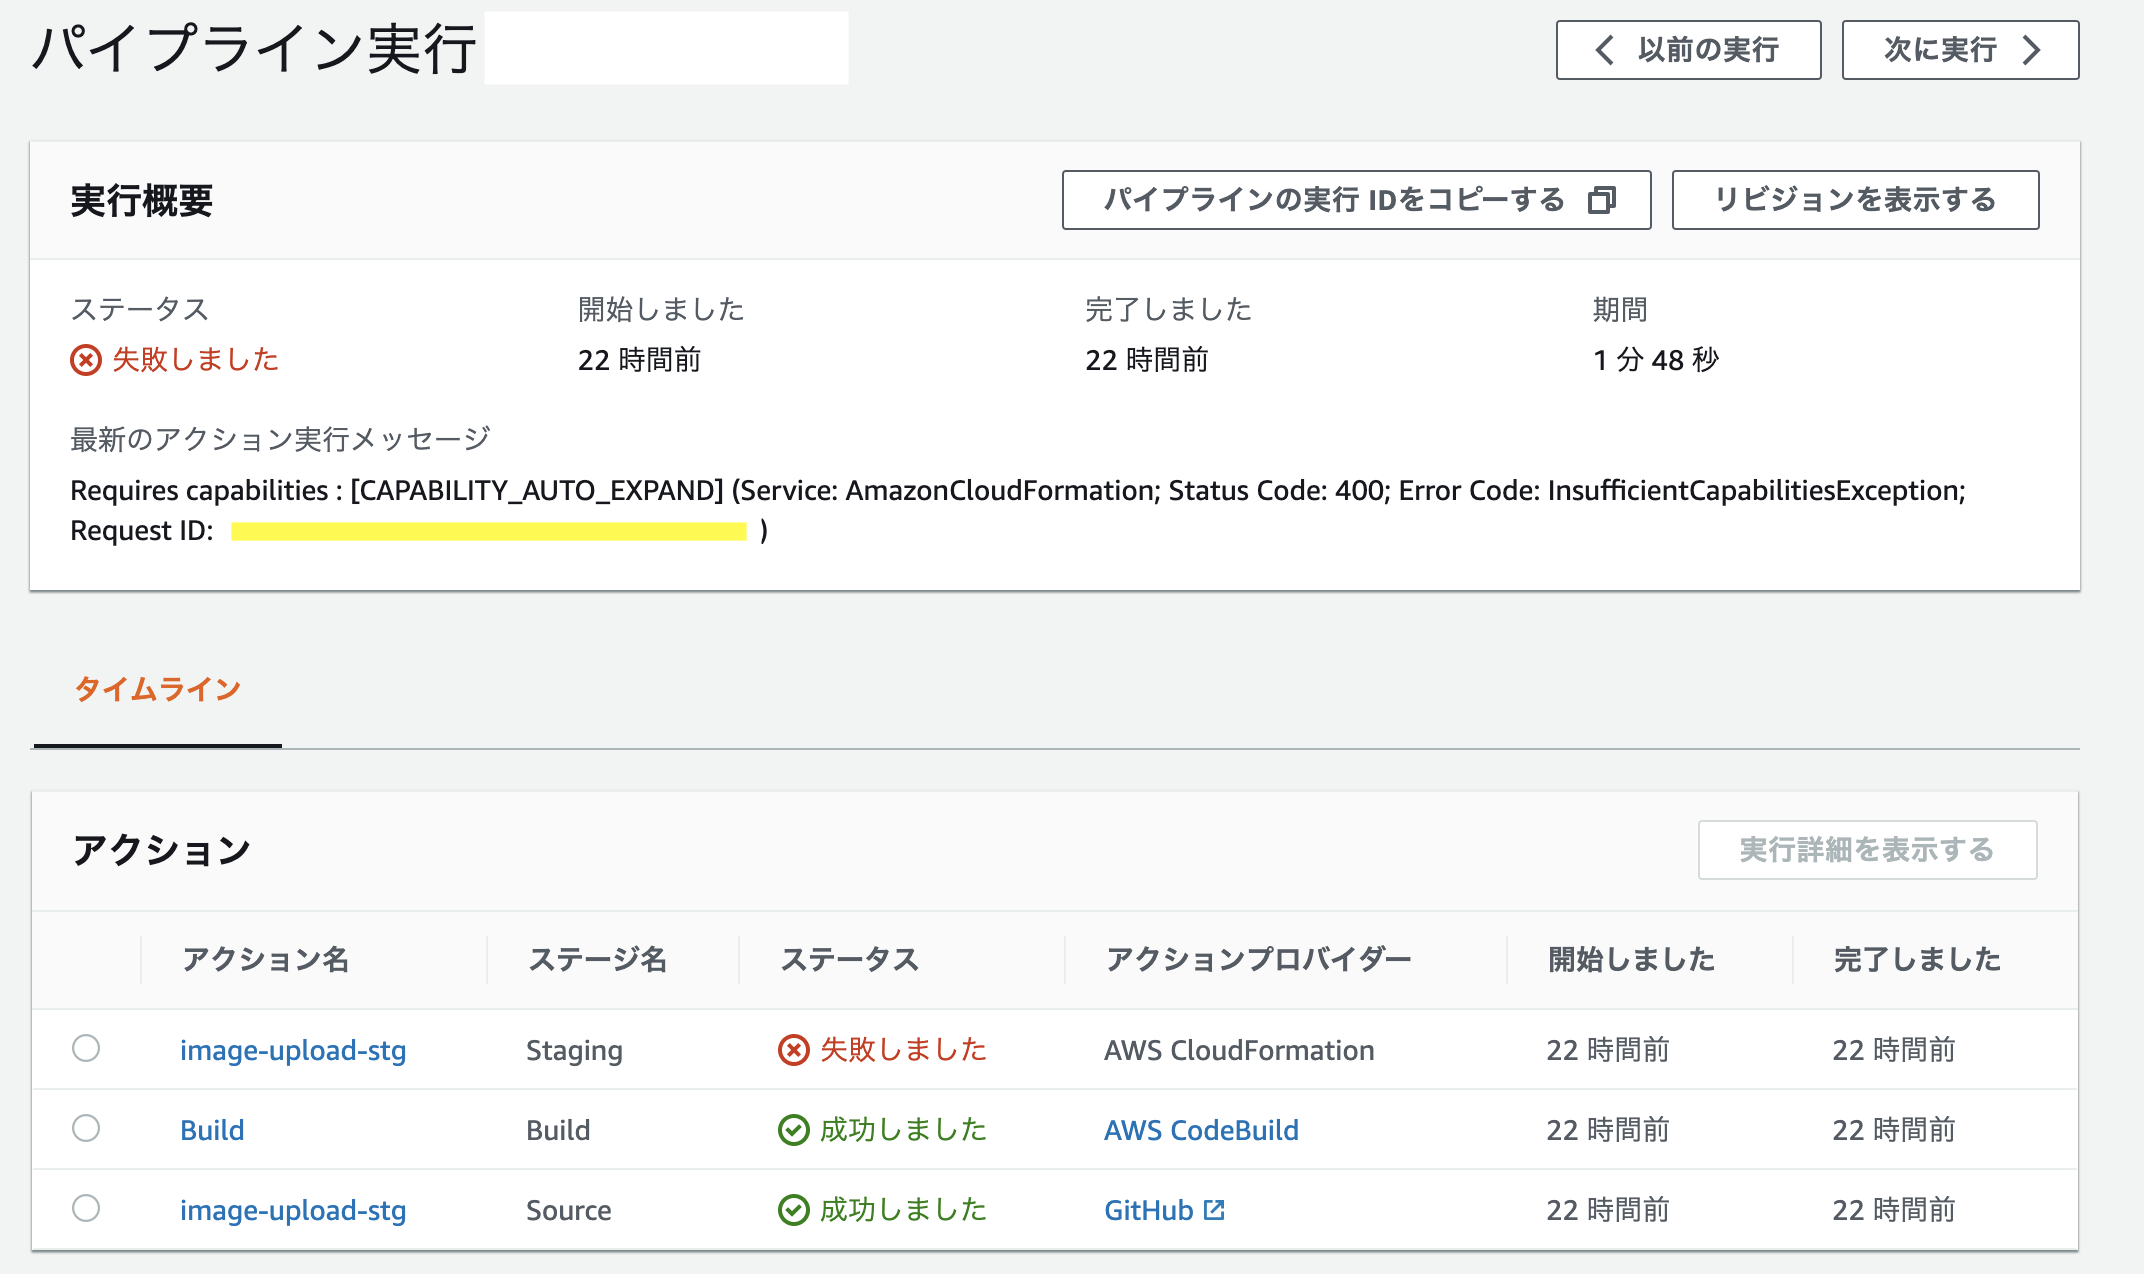 パイプライン実行
以前の実行
次に実行
実行概要
パイプラインの実行 IDをコピーする
リビジョンを表示する
ステータス 開始しました 完了しました 期間
失敗しました 22 時間前 22 時間前 1 分 48 秒
最新のアクション実行メッセージ
Requires capabilities : [CAPABILITY_AUTO_EXPAND] (Service: AmazonCloudFormation; Status Code: 400; Error Code: InsufficientCapabilitiesException;
Request ID: )
タイムライン
アクション
実行詳細を表示する
アクション名 ステージ名 ステータス アクションプロバイダー 開始しました 完了しました
image-upload-stg Staging 失敗しました AWS CloudFormation 22 時間前 22 時間前
Build Build 成功しました AWS CodeBuild 22 時間前 22 時間前
image-upload-stg Source 成功しました GitHub 22 時間前 22 時間前